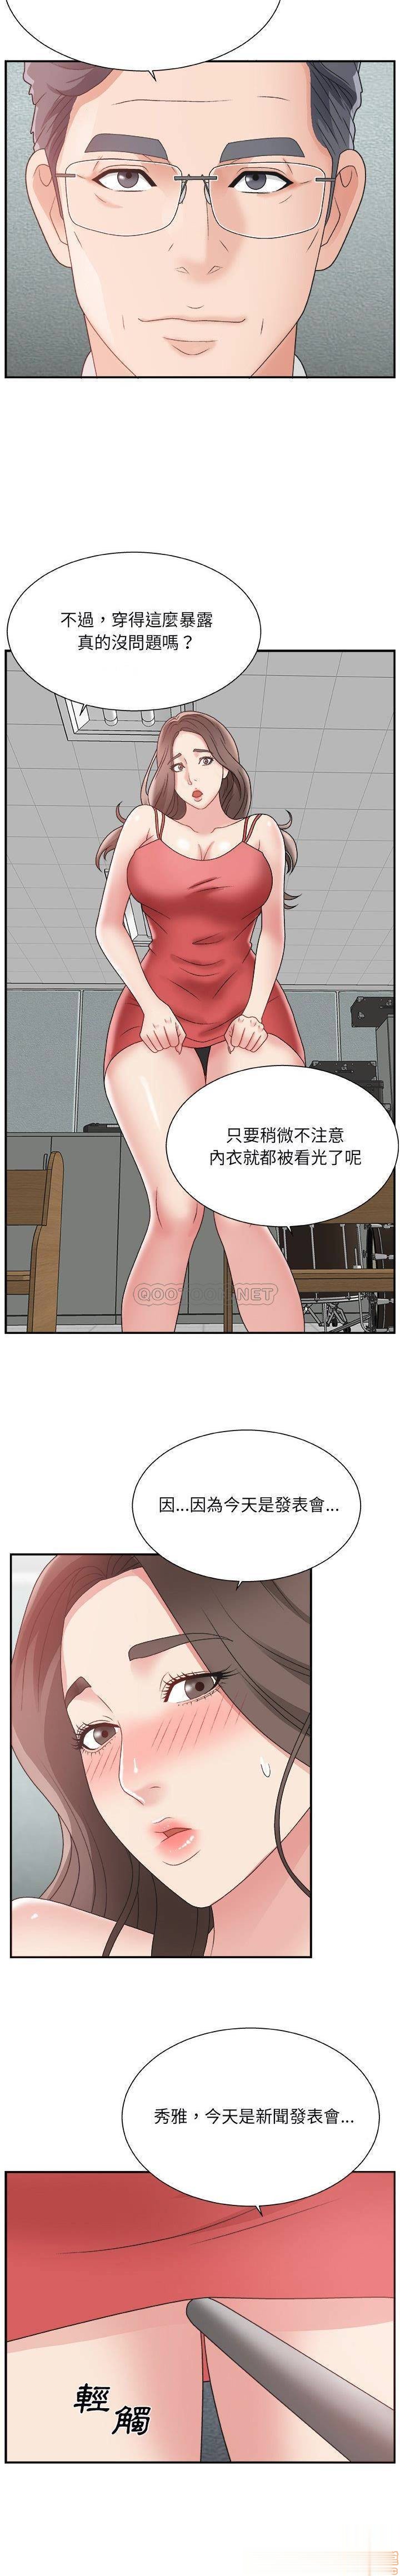 不過，穿得這麼暴露
真的沒問題嗎？
只要稍微不注意
內衣就都被看光了呢
因...因為今天是發表會...
秀雅，今天是新聞發表會...
輕觸